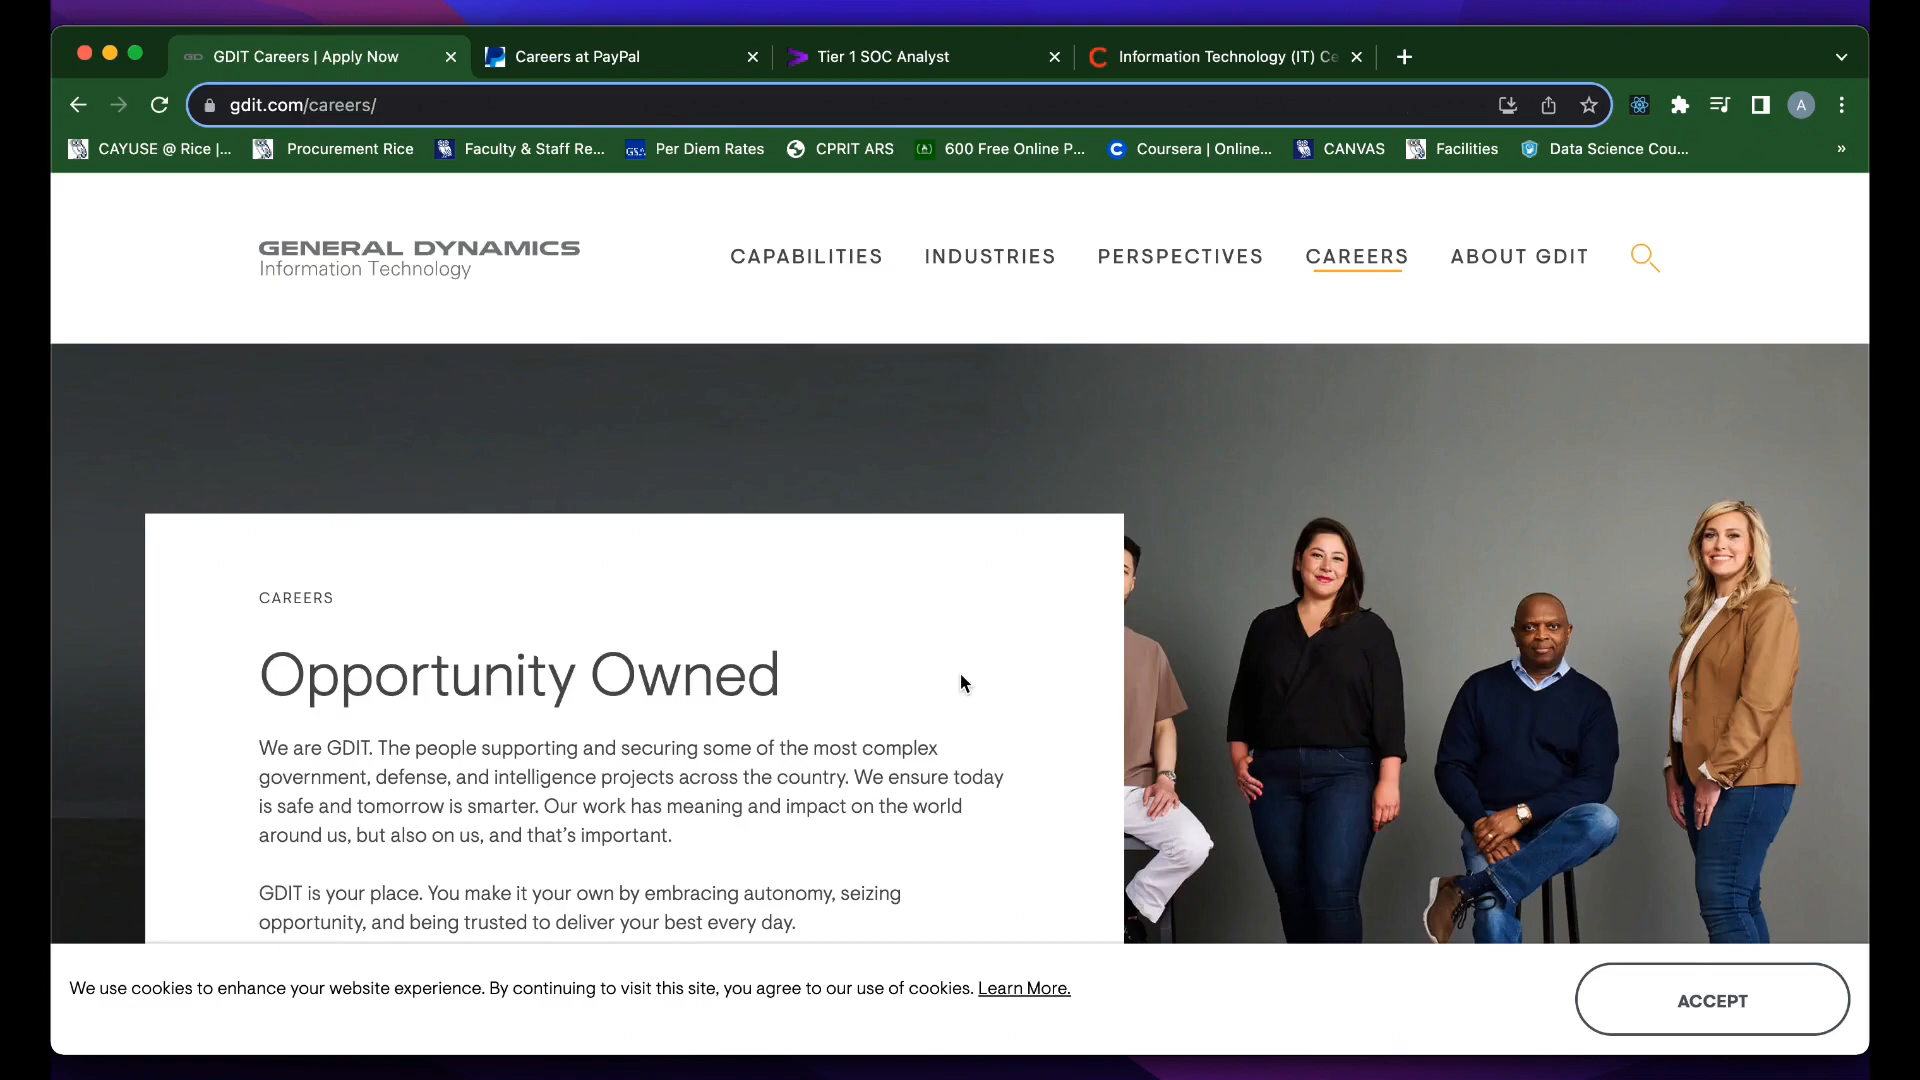 GDIT Careers | Apply Now
Careers at PayPal
Tier 1 SOC Analyst
Information Technology (IT) Ce
gdit.com/careers/
A
CAYUSE @ Rice |...
Procurement Rice
Faculty & Staff Re...
GSA
Per Diem Rates
CPRIT ARS
600 Free Online P...
Coursera | Online...
CANVAS
Facilities
Data Science Cou...
»
GENERAL DYNAMICS
Information Technology
CAPABILITIES
INDUSTRIES
PERSPECTIVES
CAREERS
ABOUT GDIT
CAREERS
Opportunity Owned
We are GDIT. The people supporting and securing some of the most complex
government, defense, and intelligence projects across the country. We ensure today
is safe and tomorrow is smarter. Our work has meaning and impact on the world
around us, but also on us, and that’s important.
GDIT is your place. You make it your own by embracing autonomy, seizing
opportunity, and being trusted to deliver your best every day.
We use cookies to enhance your website experience. By continuing to visit this site, you agree to our use of cookies. Learn More.
ACCEPT